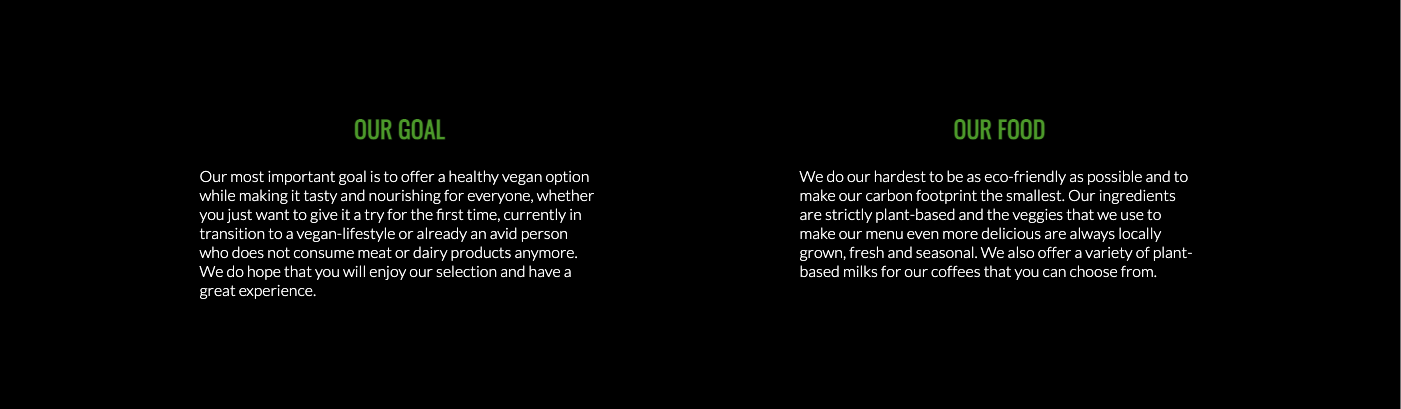 OUR GOAL
Our most important goal is to offer a healthy vegan option
while making it tasty and nourishing for everyone, whether
you just want to give it a try for the first time, currently in
transition to a vegan-lifestyle or already an avid person
who does not consume meat or dairy products anymore.
We do hope that you will enjoy our selection and have a
great experience.
OUR FOOD
We do our hardest to be as eco-friendly as possible and to
make our carbon footprint the smallest. Our ingredients
are strictly plant-based and the veggies that we use to
make our menu even more delicious are always locally
grown, fresh and seasonal. We also offer a variety of plant-
based milks for our coffees that you can choose from.